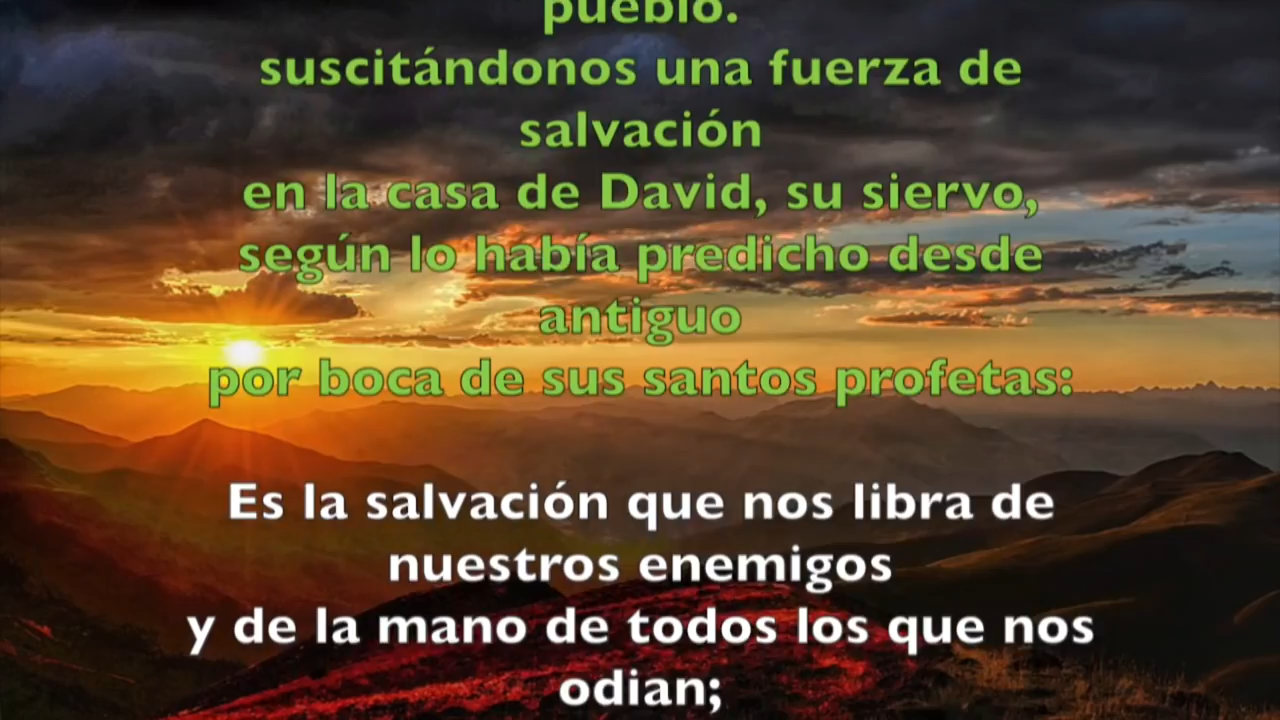 pueblo.
suscitándonos una fuerza de
salvación
en la casa de David, su siervo,
según lo había predicho desde
antiguo
por boca de sus santos profetas:
Es la salvación que nos libra de
nuestros enemigos
y de la mano de todos los que nos
odian;